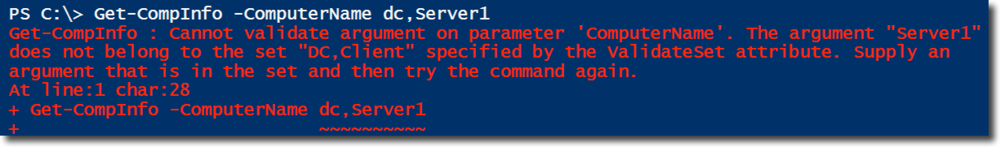 PS C:\> Get-CompInfo -ComputerName dc,Server1
Get-CompInfo : Cannot validate argument on parameter 'ComputerName'. The argument "Server1"
does not belong to the set "DC,Client" specified by the ValidateSet attribute. Supply an
argument that is in the set and then try the command again.
At line:1 char:28
+ Get-CompInfo -ComputerName dc,Server1
+                            ~~~~~~~~~~